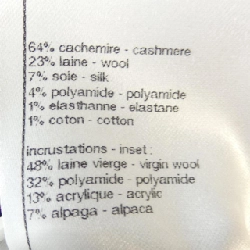 64% cachemire - cashmere
23% laine - wool
7% soie - silk
4% polyamide - polyamide
1% elasthanne - elastane
1% coton - cotton
incrustations - inset :
48% laine vierge - virgin wool
32% polyamide - polyamide
13% acrylique - acrylic
7% alpaga - alpaca